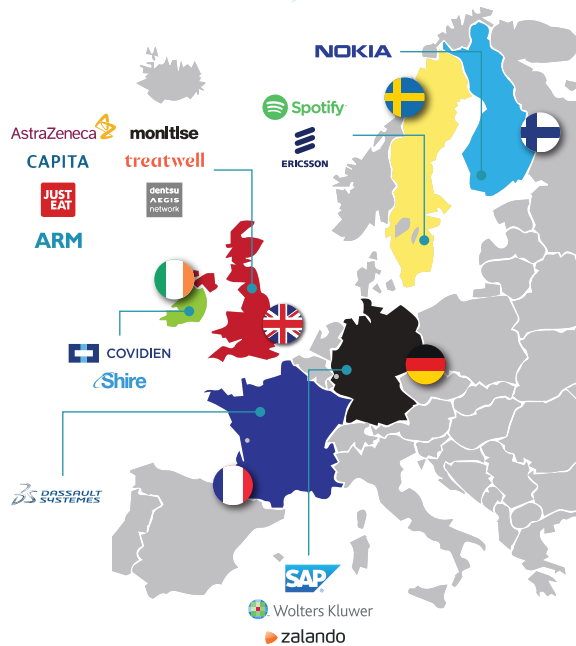 NOKIA
Spotify
ERICSSON
AstraZeneca
monitise
CAPITA
treatwell
JUST
EAT
dentsu
AEGIS
network
ARM
COVIDIEN
Shire
DASSAULT
SYSTEMES
SAP
Wolters Kluwer
zalando